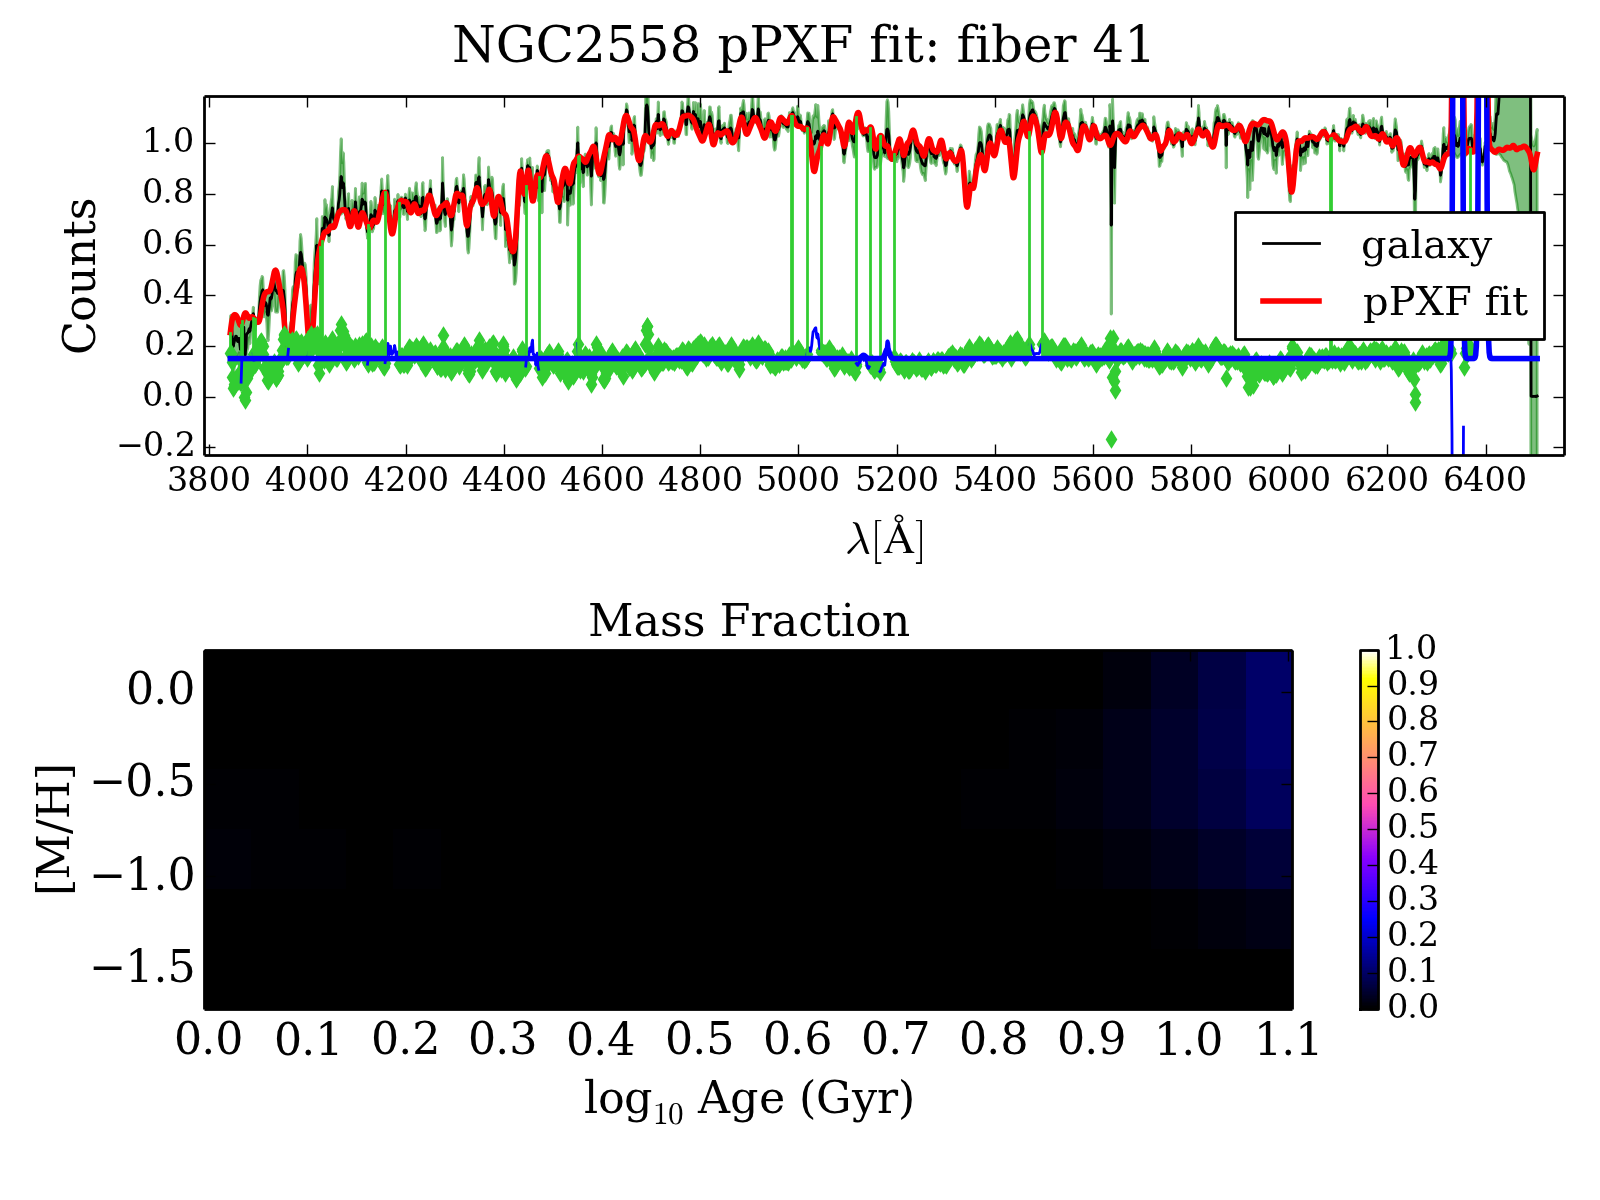 NGC2558 pPXF fit: fiber 41
Counts
1.0
0.8
0.6
0.4
0.2
0.0
−0.2
galaxy
pPXF fit
3800 4000 4200 4400 4600 4800 5000 5200 5400 5600 5800 6000 6200 6400
λ[Å]
Mass Fraction
[M/H]
0.0
−0.5
−1.0
−1.5
0.0 0.1 0.2 0.3 0.4 0.5 0.6 0.7 0.8 0.9 1.0 1.1
log₁₀ Age (Gyr)
1.0
0.9
0.8
0.7
0.6
0.5
0.4
0.3
0.2
0.1
0.0